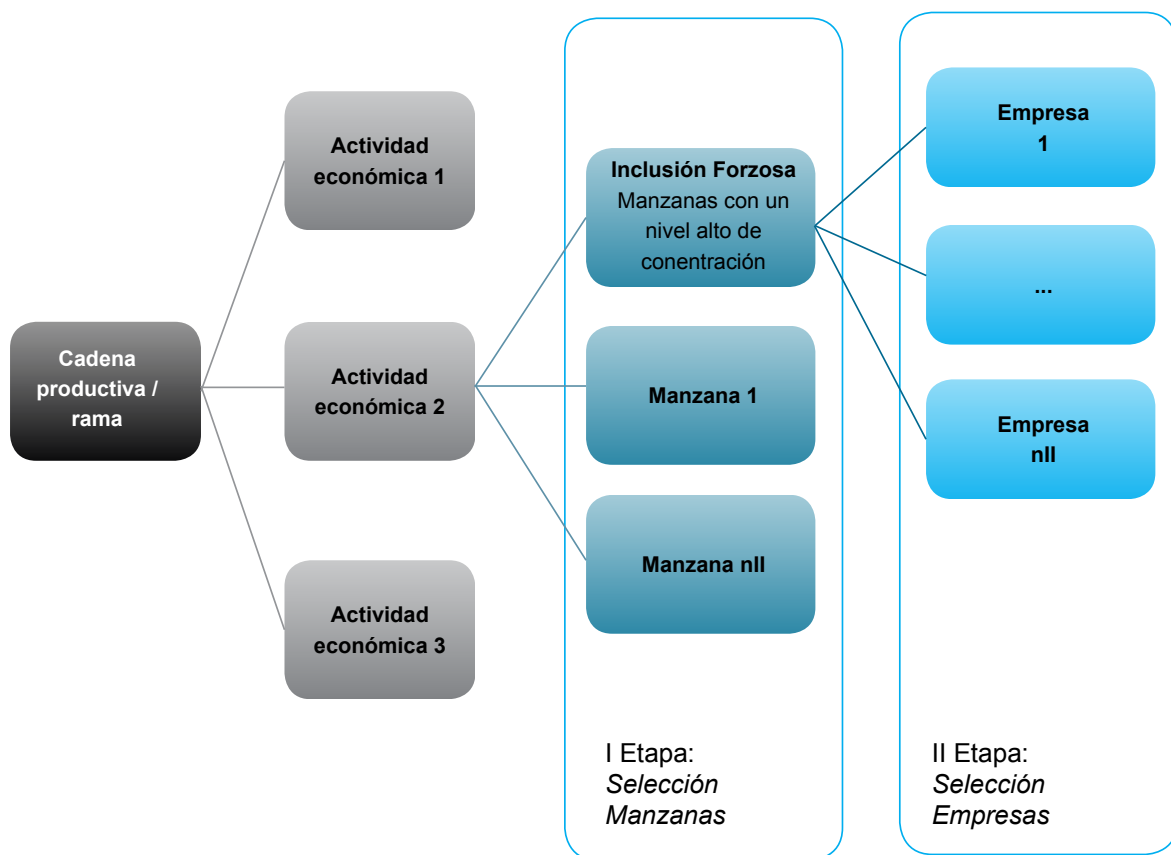 Cadena
productiva /
rama
Actividad
económica 1
Actividad
económica 2
Actividad
económica 3
Inclusión Forzosa
Manzanas con un
nivel alto de
conentración
Manzana 1
Manzana nII
I Etapa:
Selección
Manzanas
Empresa
1
...
Empresa
nII
II Etapa:
Selección
Empresas